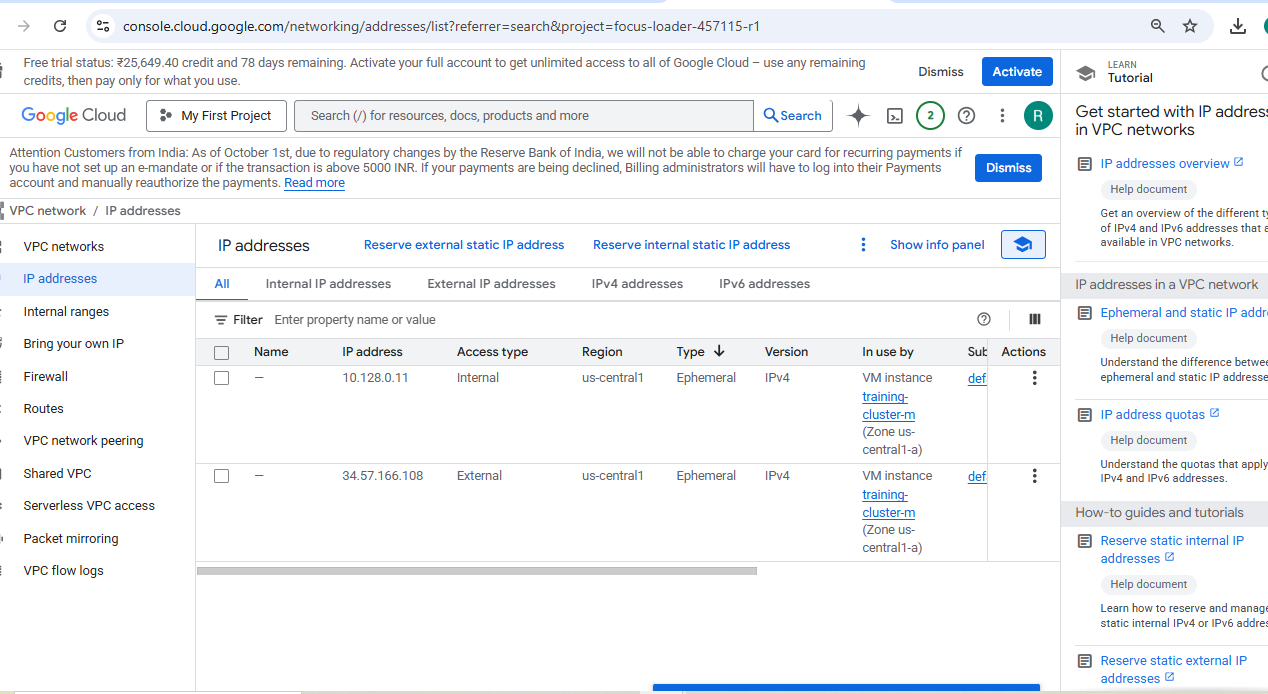 console.cloud.google.com/networking/addresses/list?referrer=search&project=focus-loader-457115-r1
Free trial status: ₹25,649.40 credit and 78 days remaining. Activate your full account to get unlimited access to all of Google Cloud – use any remaining
credits, then pay only for what you use.
Dismiss
Activate
Google Cloud
My First Project
Search (/) for resources, docs, products and more
Search
2
R
Attention Customers from India: As of October 1st, due to regulatory changes by the Reserve Bank of India, we will not be able to charge your card for recurring payments if
you have not set up an e-mandate or if the transaction is above 5000 INR. If your payments are being declined, Billing administrators will have to log into their Payments
account and manually reauthorize the payments. Read more
Dismiss
VPC network / IP addresses
VPC networks
IP addresses
Internal ranges
Bring your own IP
Firewall
Routes
VPC network peering
Shared VPC
Serverless VPC access
Packet mirroring
VPC flow logs
IP addresses
Reserve external static IP address
Reserve internal static IP address
Show info panel
All
Internal IP addresses
External IP addresses
IPv4 addresses
IPv6 addresses
Filter
Enter property name or value
Name IP address Access type Region Type Version In use by Sub Actions
— 10.128.0.11 Internal us-central1 Ephemeral IPv4 VM instance def
training-
cluster-m
(Zone us-
central1-a)
— 34.57.166.108 External us-central1 Ephemeral IPv4 VM instance def
training-
cluster-m
(Zone us-
central1-a)
LEARN
Tutorial
Get started with IP address
in VPC networks
IP addresses overview
Help document
Get an overview of the different ty
of IPv4 and IPv6 addresses that a
available in VPC networks.
IP addresses in a VPC network
Ephemeral and static IP addr
Help document
Understand the difference betwee
ephemeral and static IP addresse
IP address quotas
Help document
Understand the quotas that apply
IPv4 and IPv6 addresses.
How-to guides and tutorials
Reserve static internal IP
addresses
Help document
Learn how to reserve and manage
static internal IPv4 or IPv6 addres
Reserve static external IP
addresses